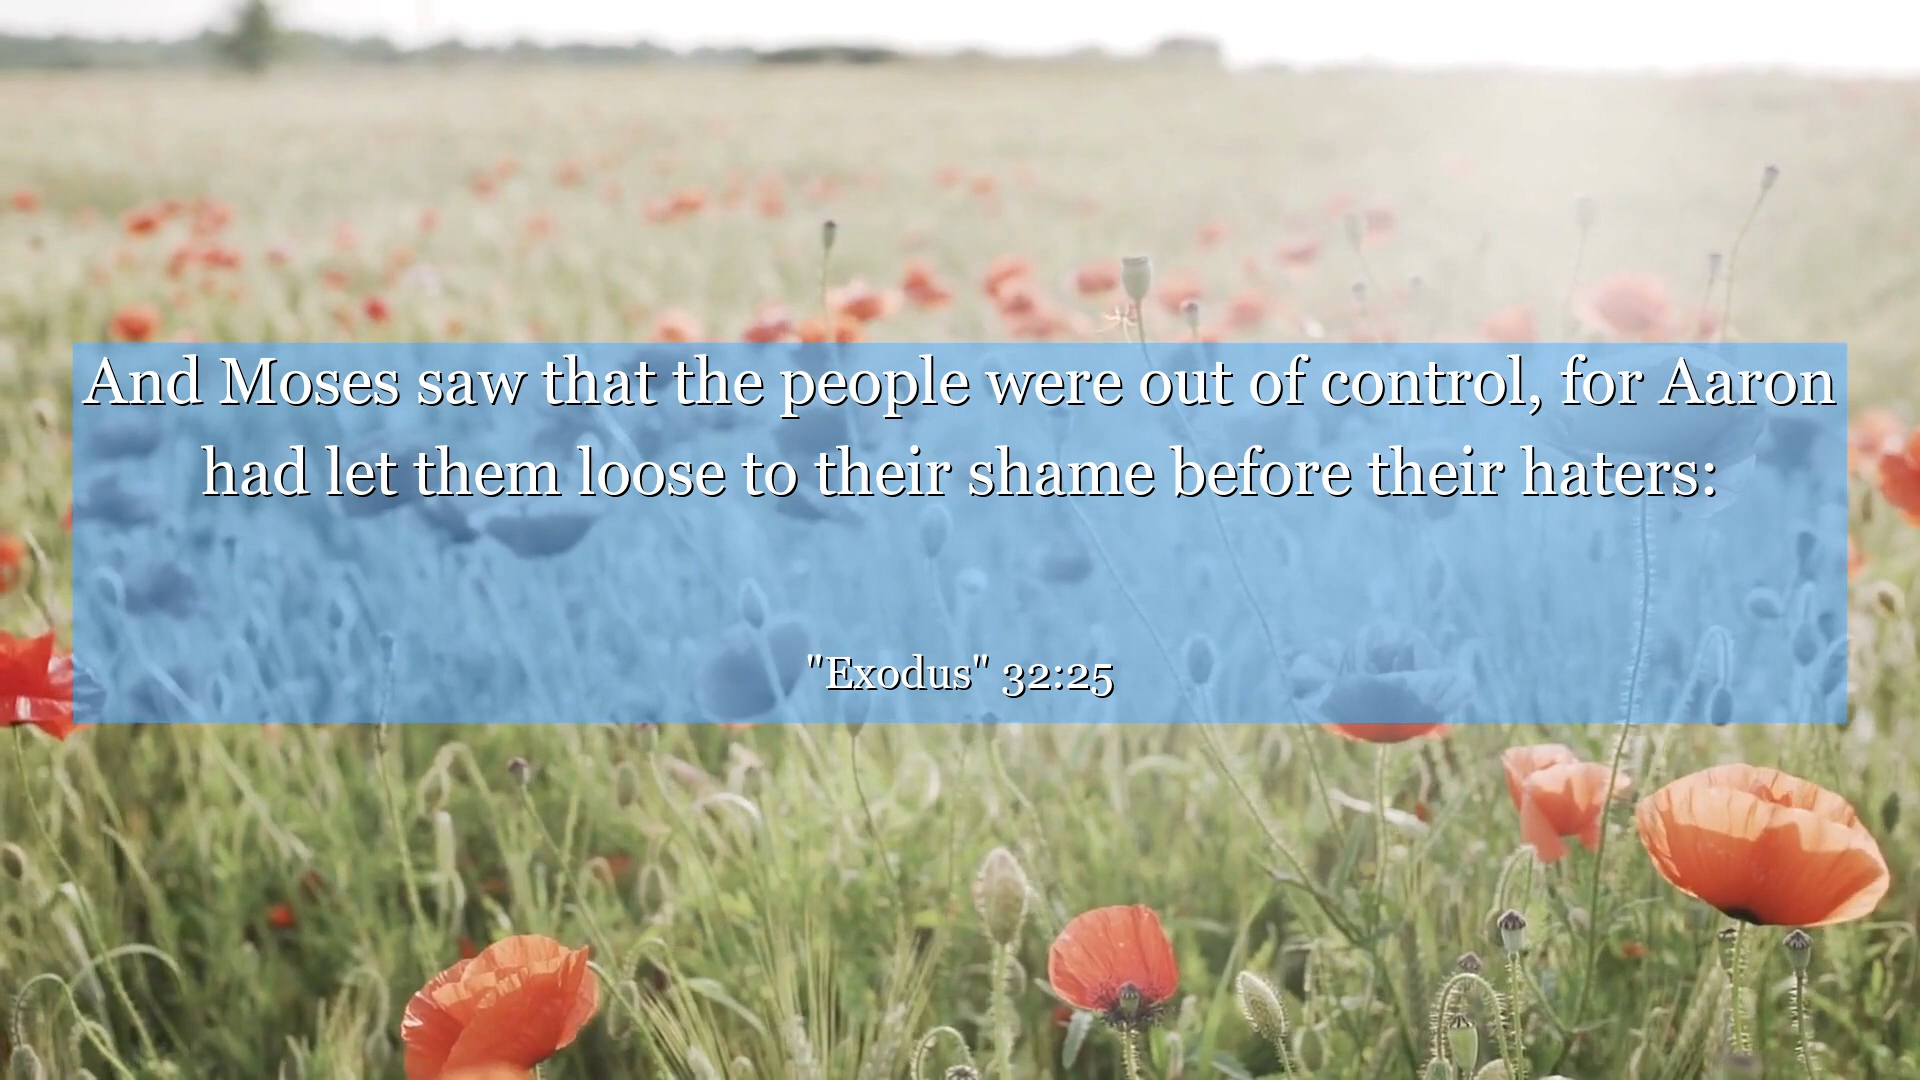 And Moses saw that the people were out of control, for Aaron
had let them loose to their shame before their haters:
"Exodus" 32:25